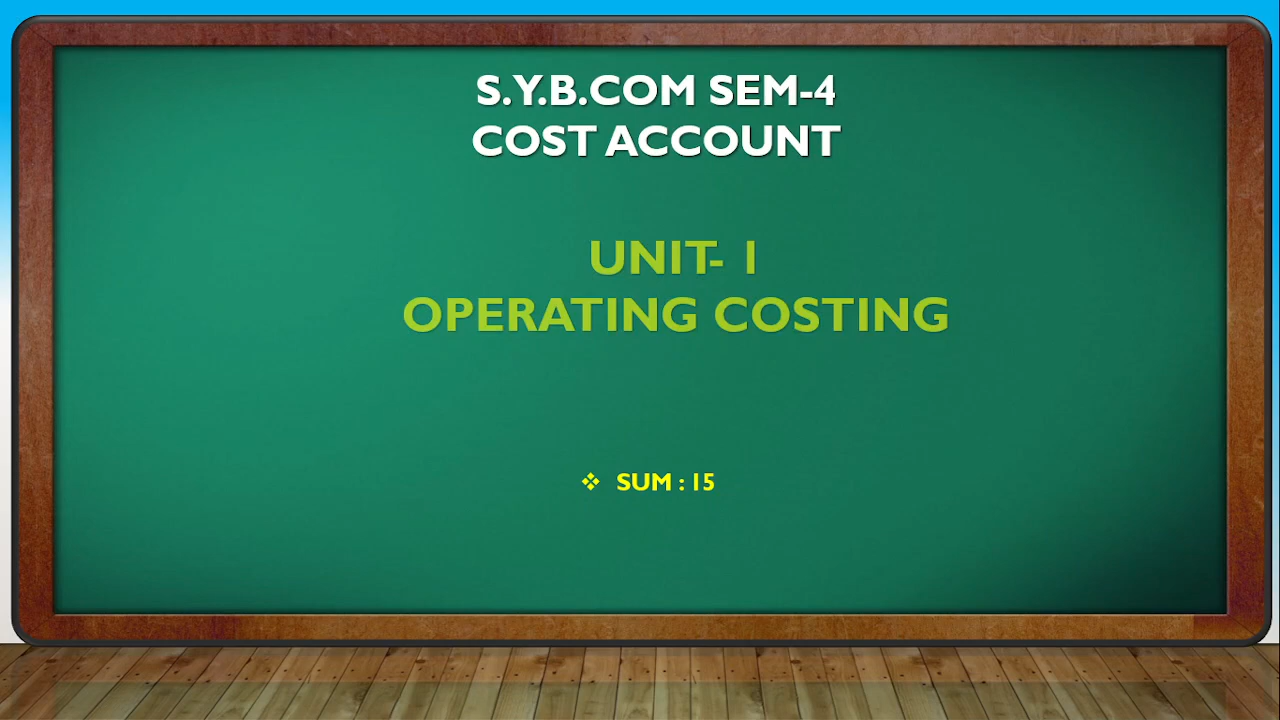 S.Y.B.COM SEM-4
COST ACCOUNT
UNIT- 1
OPERATING COSTING
❖ SUM : 15